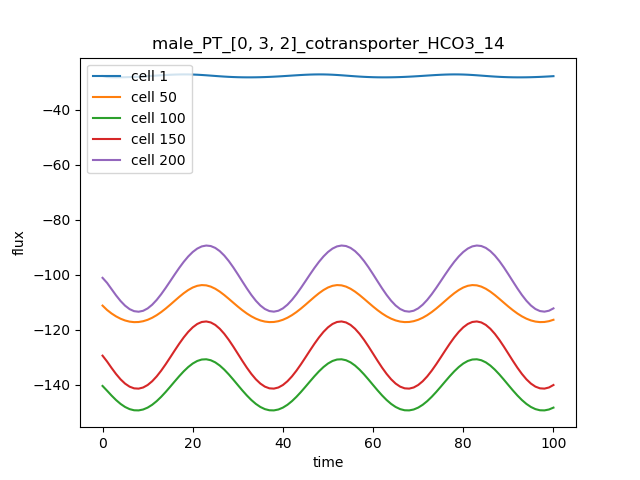 male_PT_[0, 3, 2]_cotransporter_HCO3_14
cell 1
cell 50
cell 100
cell 150
cell 200
−40
−60
−80
−100
−120
−140
flux
0
20
40
60
80
100
time